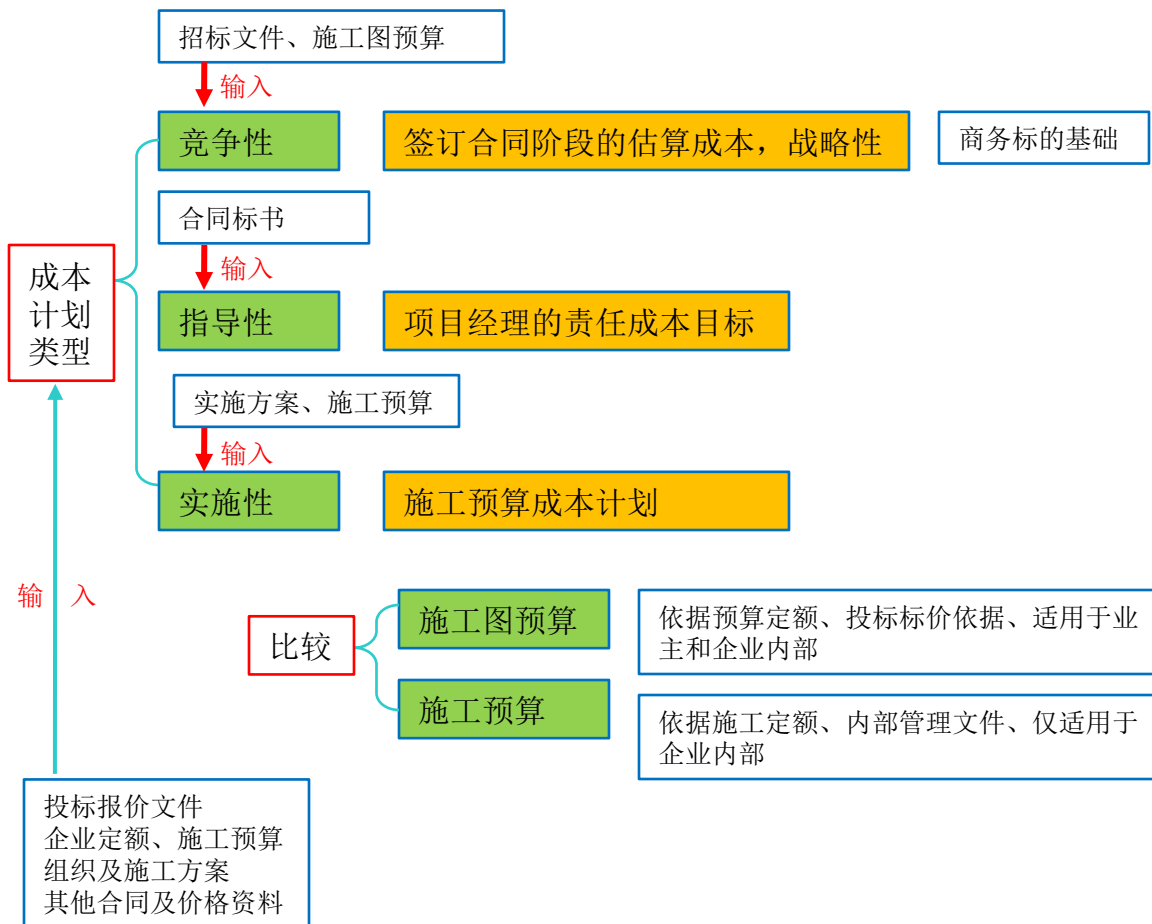 招标文件、施工图预算
输入
竞争性
签订合同阶段的估算成本，战略性
商务标的基础
合同标书
输入
成本
计划
类型
指导性
项目经理的责任成本目标
实施方案、施工预算
输入
实施性
施工预算成本计划
输 入
比较
施工图预算
依据预算定额、投标标价依据、适用于业
主和企业内部
施工预算
依据施工定额、内部管理文件、仅适用于
企业内部
投标报价文件
企业定额、施工预算
组织及施工方案
其他合同及价格资料